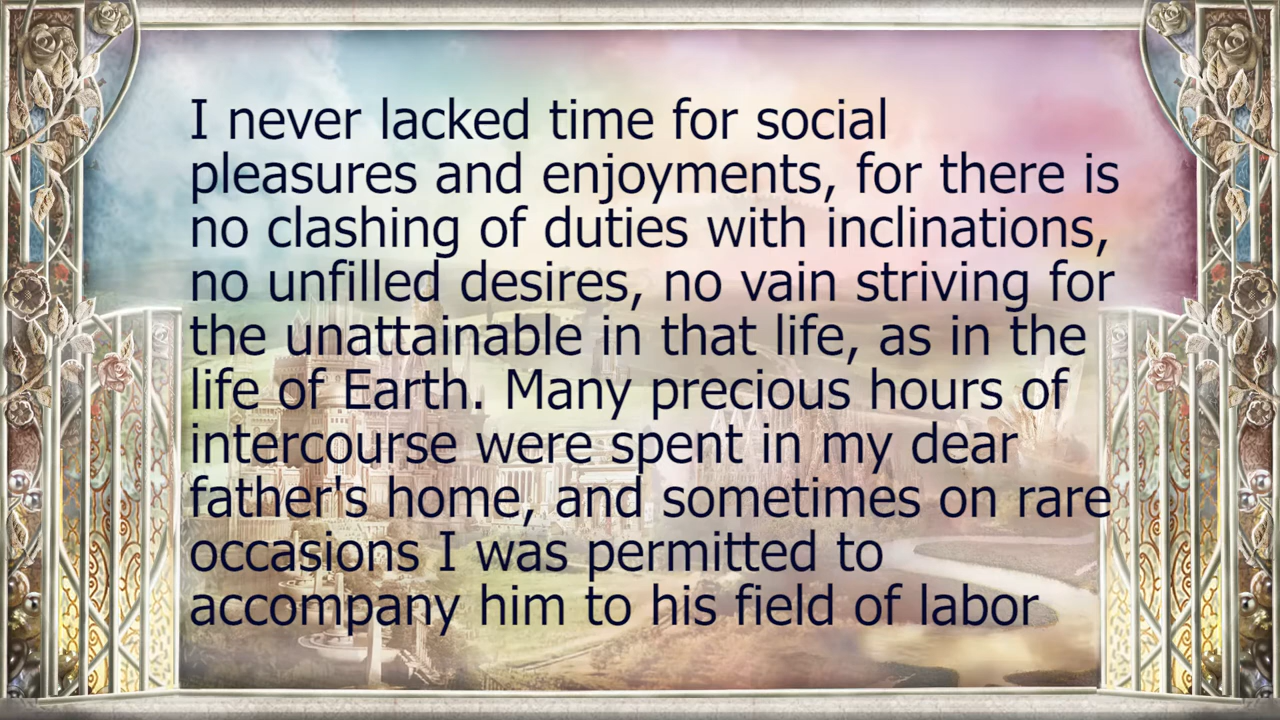 I never lacked time for social
pleasures and enjoyments, for there is
no clashing of duties with inclinations,
no unfilled desires, no vain striving for
the unattainable in that life, as in the
life of Earth. Many precious hours of
intercourse were spent in my dear
father's home, and sometimes on rare
occasions I was permitted to
accompany him to his field of labor